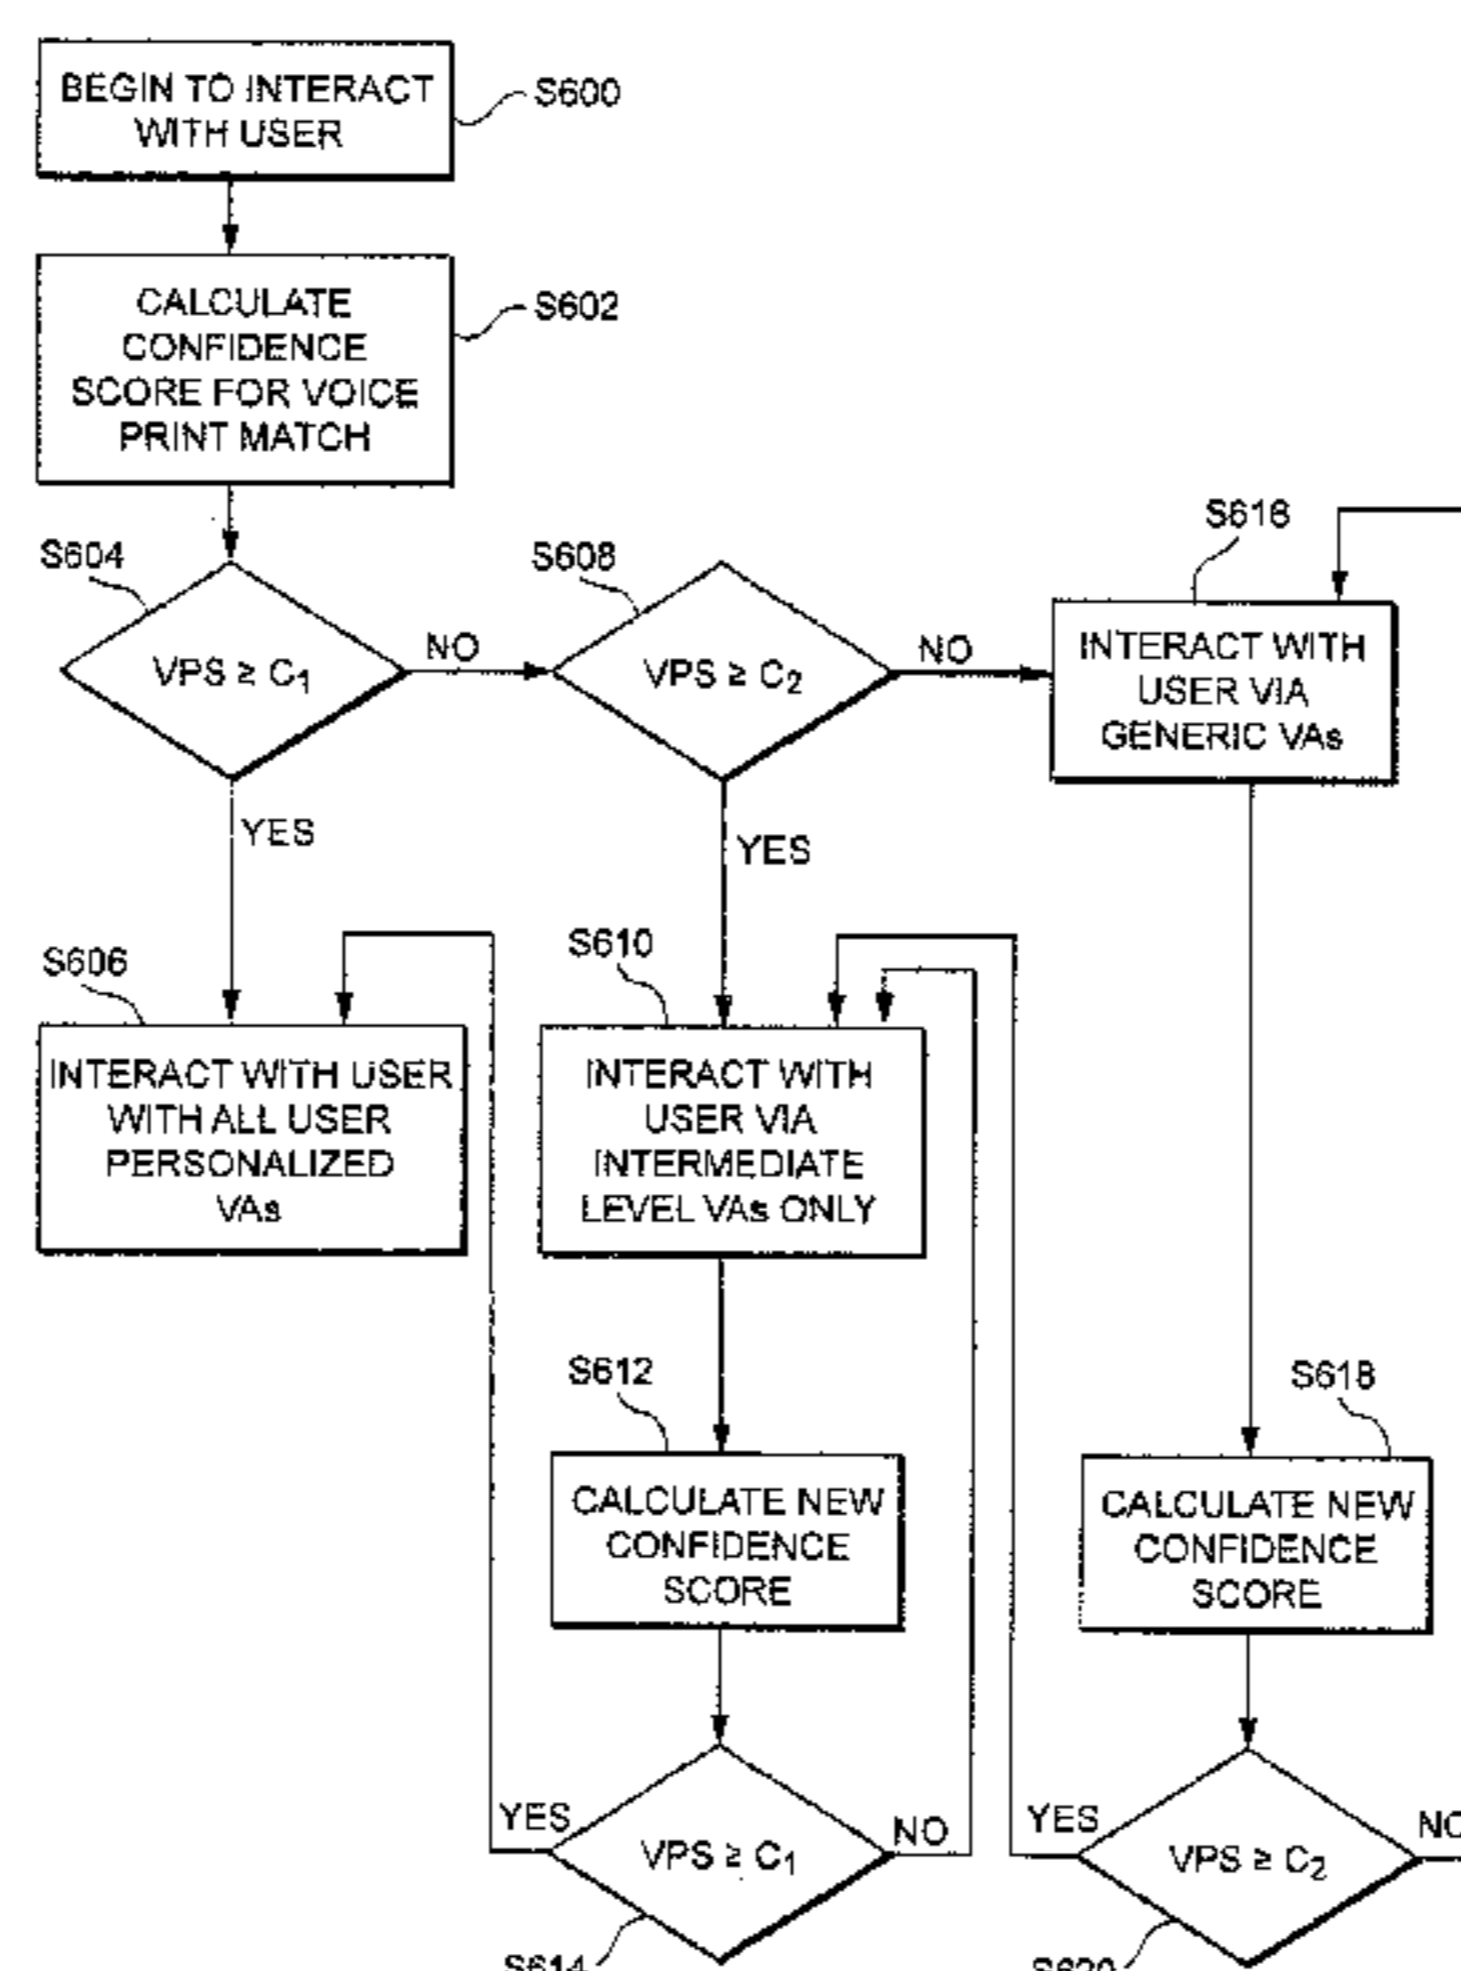 BEGIN TO INTERACT
WITH USER
S600
CALCULATE
CONFIDENCE
SCORE FOR VOICE
PRINT MATCH
S602
S604
VPS ≥ C1
NO
YES
S608
VPS ≥ C2
NO
YES
S616
INTERACT WITH
USER VIA
GENERIC VAs
S606
INTERACT WITH USER
WITH ALL USER
PERSONALIZED
VAs
S610
INTERACT WITH
USER VIA
INTERMEDIATE
LEVEL VAs ONLY
S612
CALCULATE NEW
CONFIDENCE
SCORE
S618
CALCULATE NEW
CONFIDENCE
SCORE
YES
VPS ≥ C1
NO
S614
YES
VPS ≥ C2
NO
S620